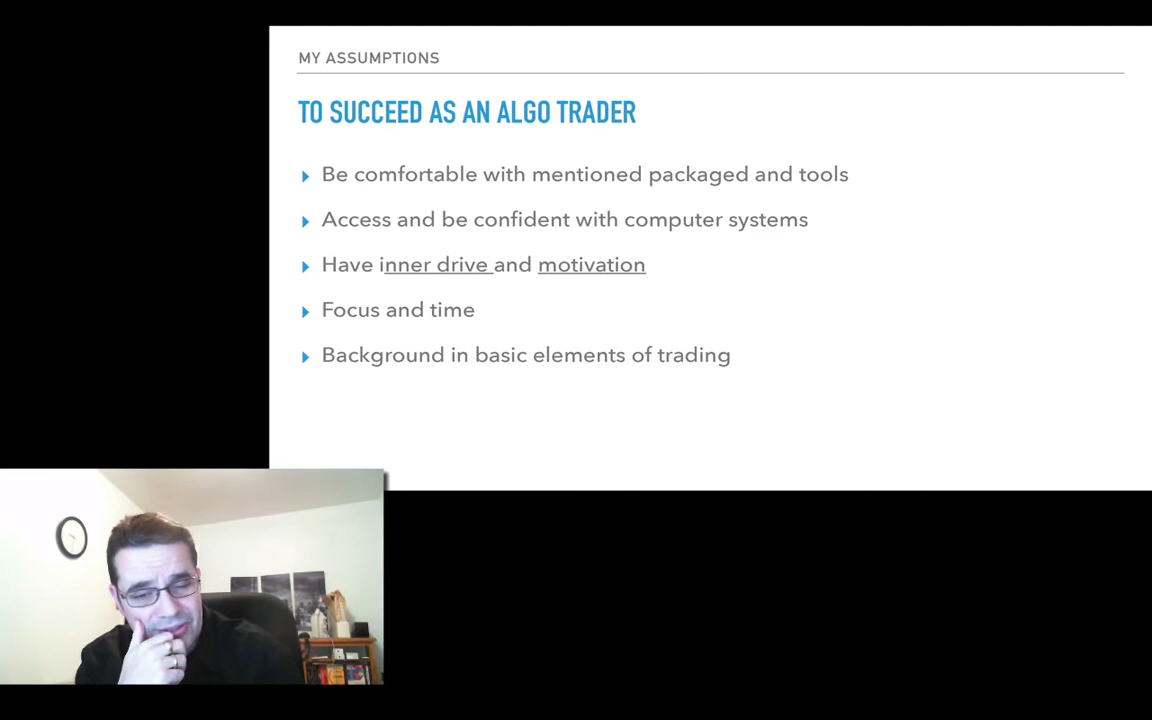 MY ASSUMPTIONS
TO SUCCEED AS AN ALGO TRADER
Be comfortable with mentioned packaged and tools
Access and be confident with computer systems
Have inner drive and motivation
Focus and time
Background in basic elements of trading